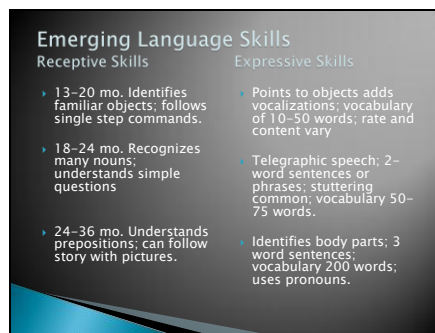 Emerging Language Skills
Receptive Skills
13-20 mo. Identifies
familiar objects; follows
single step commands.
18-24 mo. Recognizes
many nouns;
understands simple
questions
24-36 mo. Understands
prepositions; can follow
story with pictures.
Expressive Skills
Points to objects adds
vocalizations; vocabulary
of 10-50 words; rate and
content vary
Telegraphic speech; 2-
word sentences or
phrases; stuttering
common; vocabulary 50-
75 words.
Identifies body parts; 3
word sentences;
vocabulary 200 words;
uses pronouns.